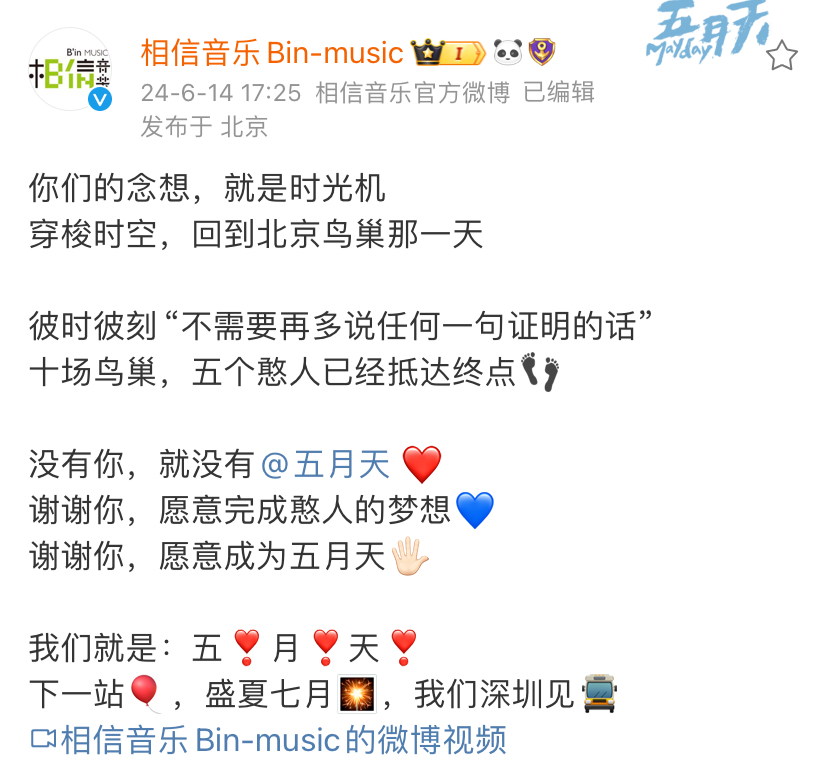 五月天
Mayday
B'in MUSIC
相信音樂
相信音乐Bin-music
I
24-6-14 17:25 相信音乐官方微博 已编辑
发布于 北京
你们的念想，就是时光机
穿梭时空，回到北京鸟巢那一天
彼时彼刻“不需要再多说任何一句证明的话”
十场鸟巢，五个憨人已经抵达终点👣
没有你，就没有@五月天 ❤️
谢谢你，愿意完成憨人的梦想💙
谢谢你，愿意成为五月天🖐🏻
我们就是：五❣️月❣️天❣️
下一站🎈，盛夏七月🎇，我们深圳见🚍
相信音乐Bin-music的微博视频